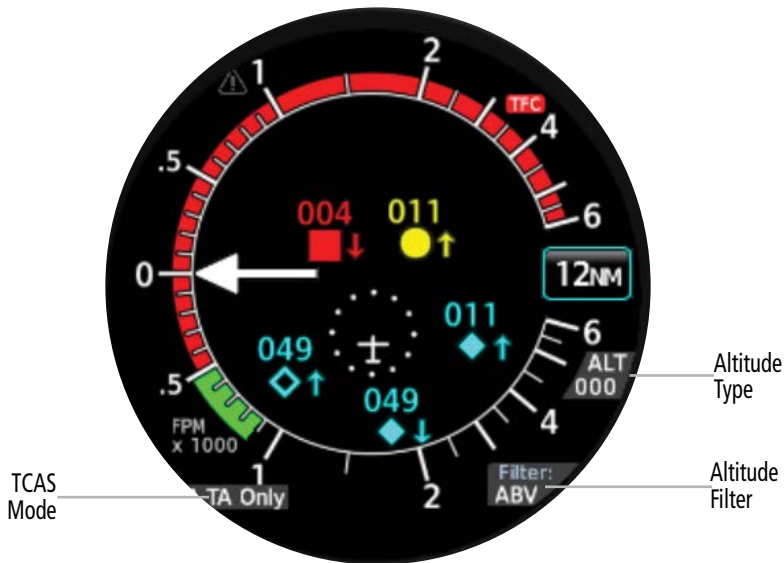 2
1
TFC
4
.5
004
011
6
0
12NM
011
6
049
ALT
Altitude
000
Type
.5
049
4
FPM
x 1000
1
Filter:
Altitude
TCAS
TA Only
2
ABV
Filter
Mode